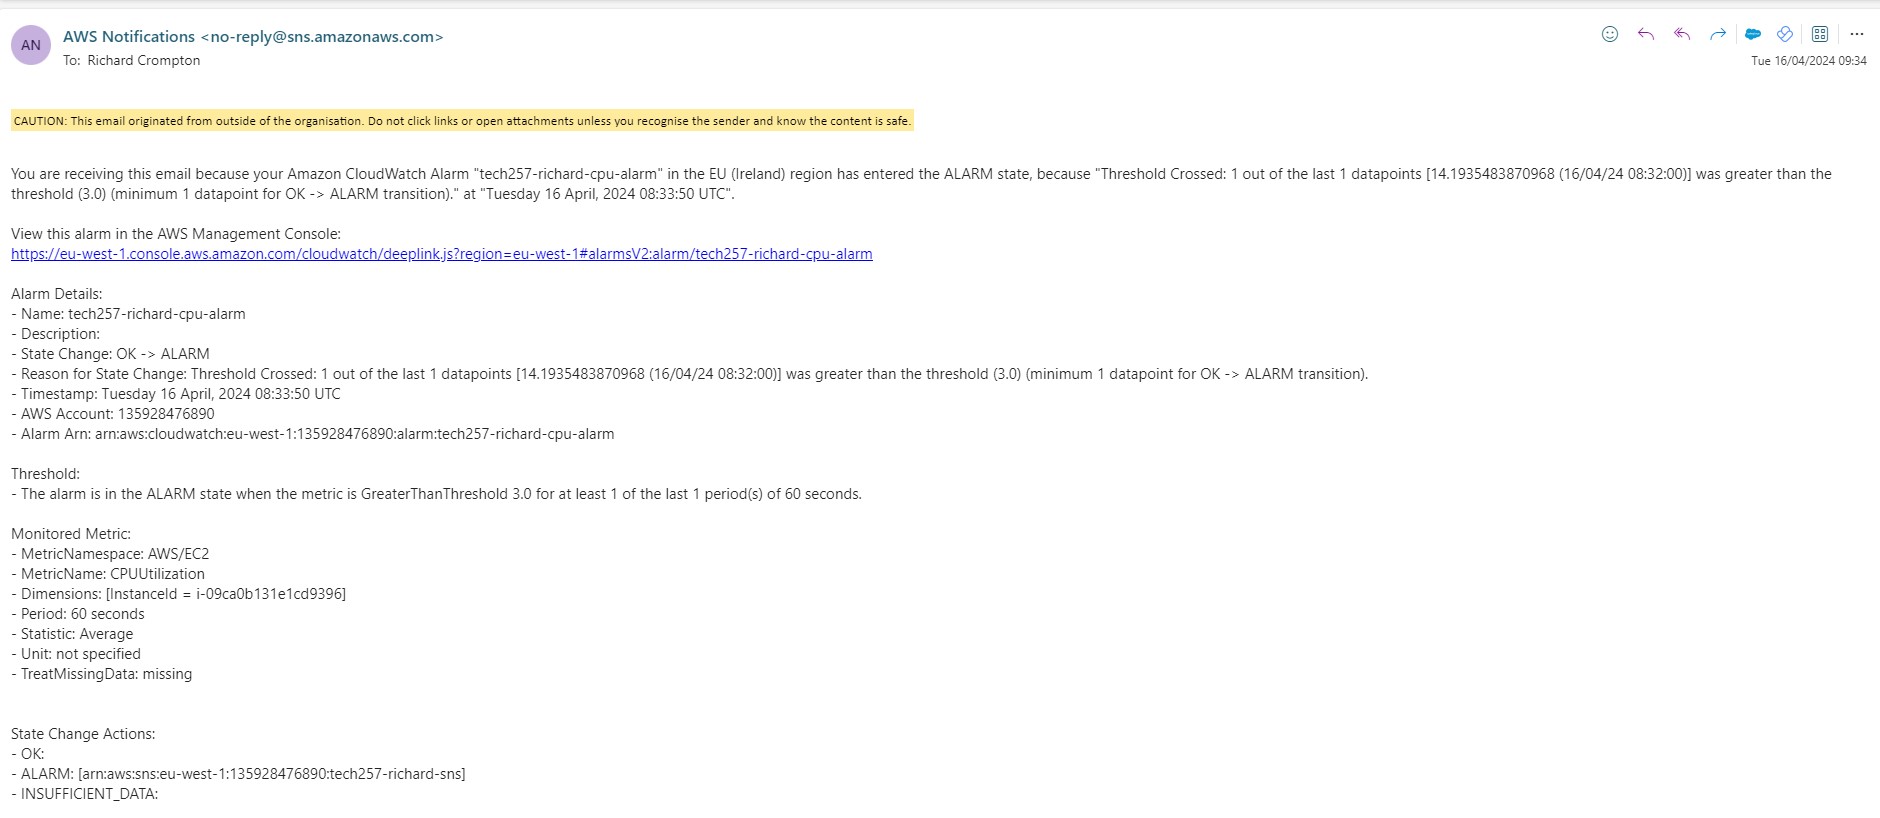 AN
AWS Notifications <no-reply@sns.amazonaws.com>
To: Richard Crompton
Tue 16/04/2024 09:34
CAUTION: This email originated from outside of the organisation. Do not click links or open attachments unless you recognise the sender and know the content is safe.
You are receiving this email because your Amazon CloudWatch Alarm "tech257-richard-cpu-alarm" in the EU (Ireland) region has entered the ALARM state, because "Threshold Crossed: 1 out of the last 1 datapoints [14.1935483870968 (16/04/24 08:32:00)] was greater than the
threshold (3.0) (minimum 1 datapoint for OK -> ALARM transition)." at "Tuesday 16 April, 2024 08:33:50 UTC".
View this alarm in the AWS Management Console:
https://eu-west-1.console.aws.amazon.com/cloudwatch/deeplink.js?region=eu-west-1#alarmsV2:alarm/tech257-richard-cpu-alarm
Alarm Details:
- Name: tech257-richard-cpu-alarm
- Description:
- State Change: OK -> ALARM
- Reason for State Change: Threshold Crossed: 1 out of the last 1 datapoints [14.1935483870968 (16/04/24 08:32:00)] was greater than the threshold (3.0) (minimum 1 datapoint for OK -> ALARM transition).
- Timestamp: Tuesday 16 April, 2024 08:33:50 UTC
- AWS Account: 135928476890
- Alarm Arn: arn:aws:cloudwatch:eu-west-1:135928476890:alarm:tech257-richard-cpu-alarm
Threshold:
- The alarm is in the ALARM state when the metric is GreaterThanThreshold 3.0 for at least 1 of the last 1 period(s) of 60 seconds.
Monitored Metric:
- MetricNamespace: AWS/EC2
- MetricName: CPUUtilization
- Dimensions: [InstanceId = i-09ca0b131e1cd9396]
- Period: 60 seconds
- Statistic: Average
- Unit: not specified
- TreatMissingData: missing
State Change Actions:
- OK:
- ALARM: [arn:aws:sns:eu-west-1:135928476890:tech257-richard-sns]
- INSUFFICIENT_DATA: